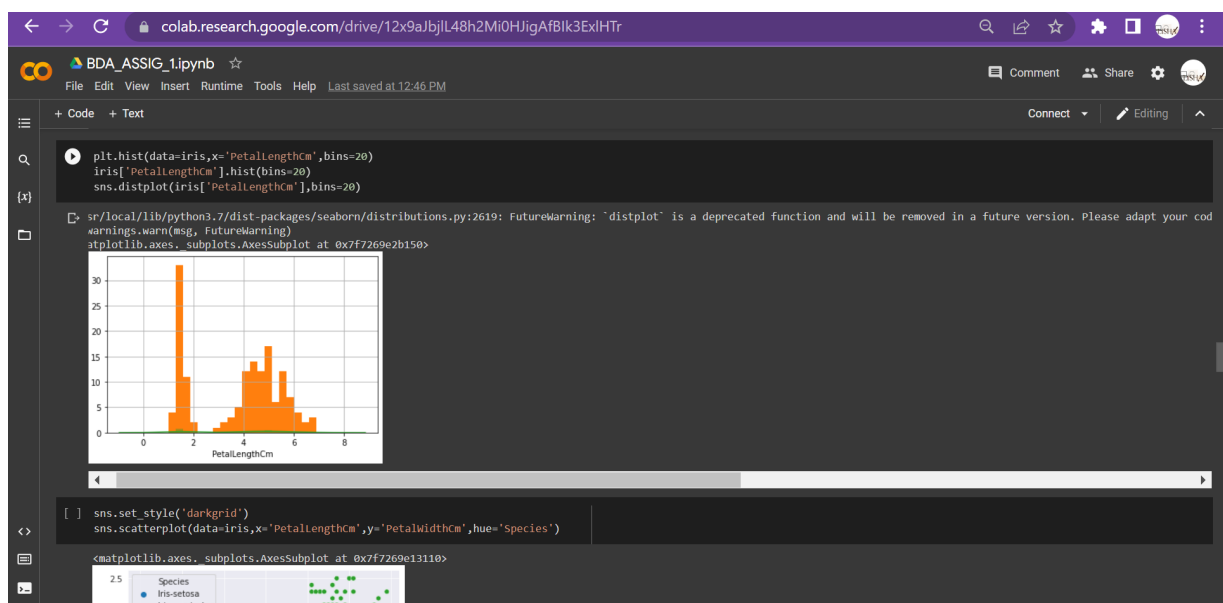 colab.research.google.com/drive/12x9aJbjlL48h2Mi0HJigAfBIk3ExlHTr
BDA_ASSIG_1.ipynb
File Edit View Insert Runtime Tools Help Last saved at 12:46 PM
Comment Share
+ Code + Text
Connect Editing
{x}
plt.hist(data=iris,x='PetalLengthCm',bins=20)
iris['PetalLengthCm'].hist(bins=20)
sns.distplot(iris['PetalLengthCm'],bins=20)
sr/local/lib/python3.7/dist-packages/seaborn/distributions.py:2619: FutureWarning: `distplot` is a deprecated function and will be removed in a future version. Please adapt your cod
warnings.warn(msg, FutureWarning)
atplotlib.axes._subplots.AxesSubplot at 0x7f7269e2b150>
30
25
20
15
10
5
0
0 2 4 6 8
PetalLengthCm
[ ] sns.set_style('darkgrid')
sns.scatterplot(data=iris,x='PetalLengthCm',y='PetalWidthCm',hue='Species')
<matplotlib.axes._subplots.AxesSubplot at 0x7f7269e13110>
2.5
Species
Iris-setosa